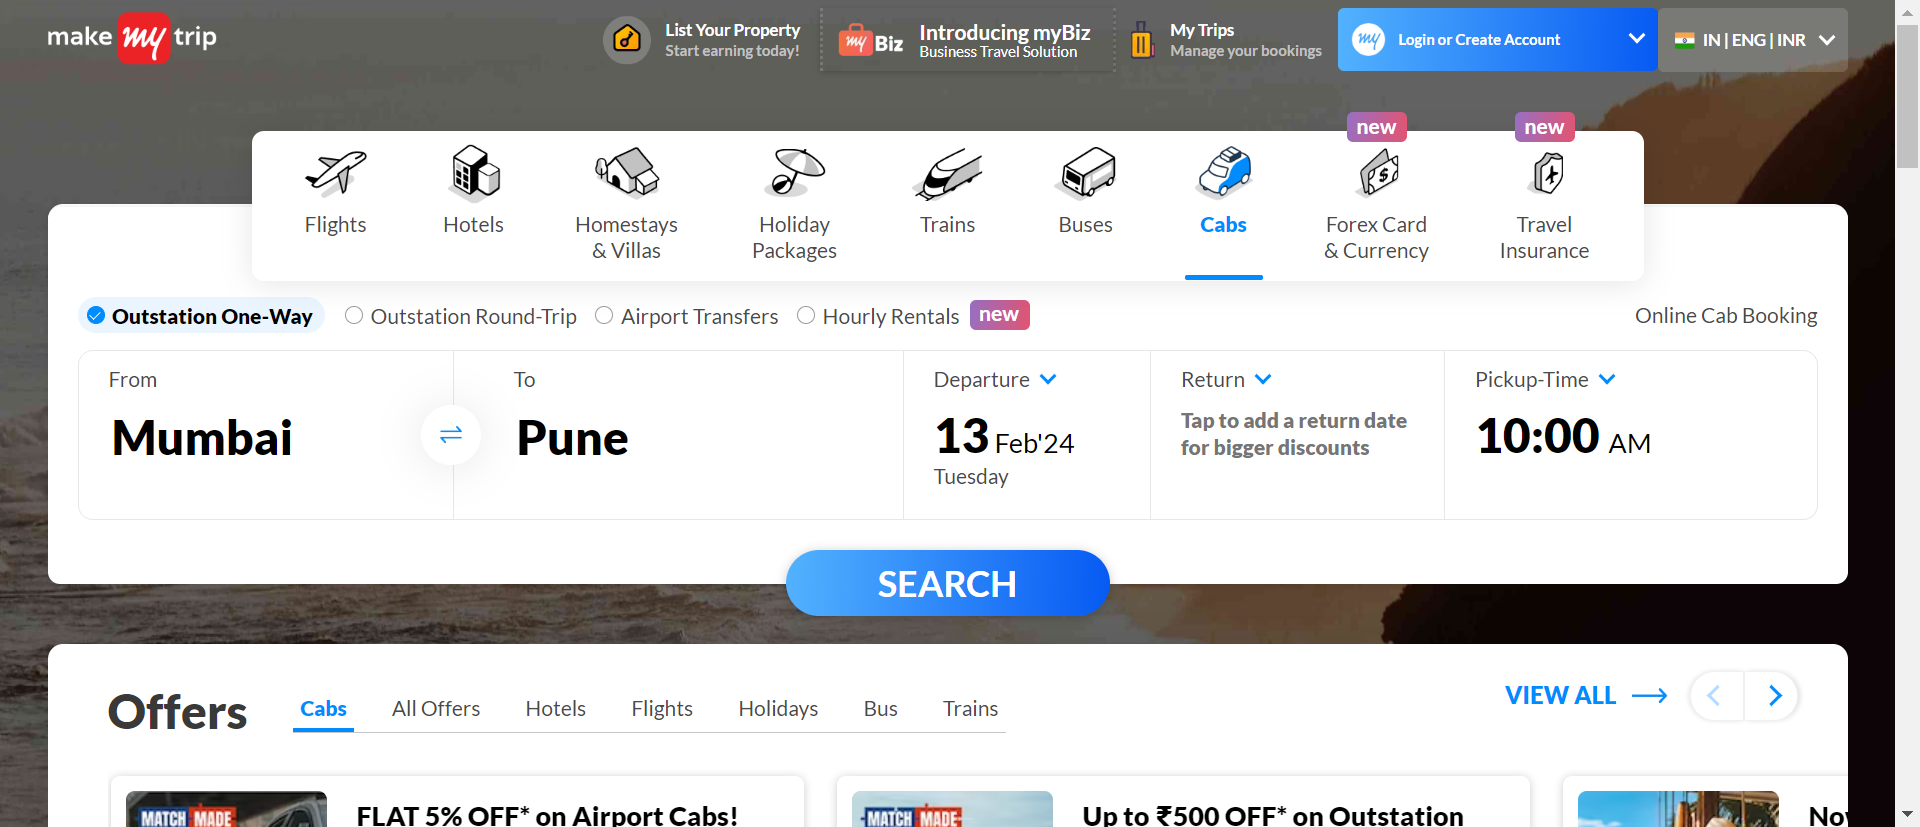 make my trip
List Your Property
Start earning today!
my Biz
Introducing myBiz
Business Travel Solution
My Trips
Manage your bookings
my
Login or Create Account
IN | ENG | INR
new
new
Flights
Hotels
Homestays
& Villas
Holiday
Packages
Trains
Buses
Cabs
Forex Card
& Currency
Travel
Insurance
Outstation One-Way
Outstation Round-Trip
Airport Transfers
Hourly Rentals
new
Online Cab Booking
From
Mumbai
To
Pune
Departure
13 Feb'24
Tuesday
Return
Tap to add a return date
for bigger discounts
Pickup-Time
10:00 AM
SEARCH
Offers
Cabs
All Offers
Hotels
Flights
Holidays
Bus
Trains
VIEW ALL
MATCH MADE
FLAT 5% OFF* on Airport Cabs!
MATCH MADE
Up to ₹500 OFF* on Outstation